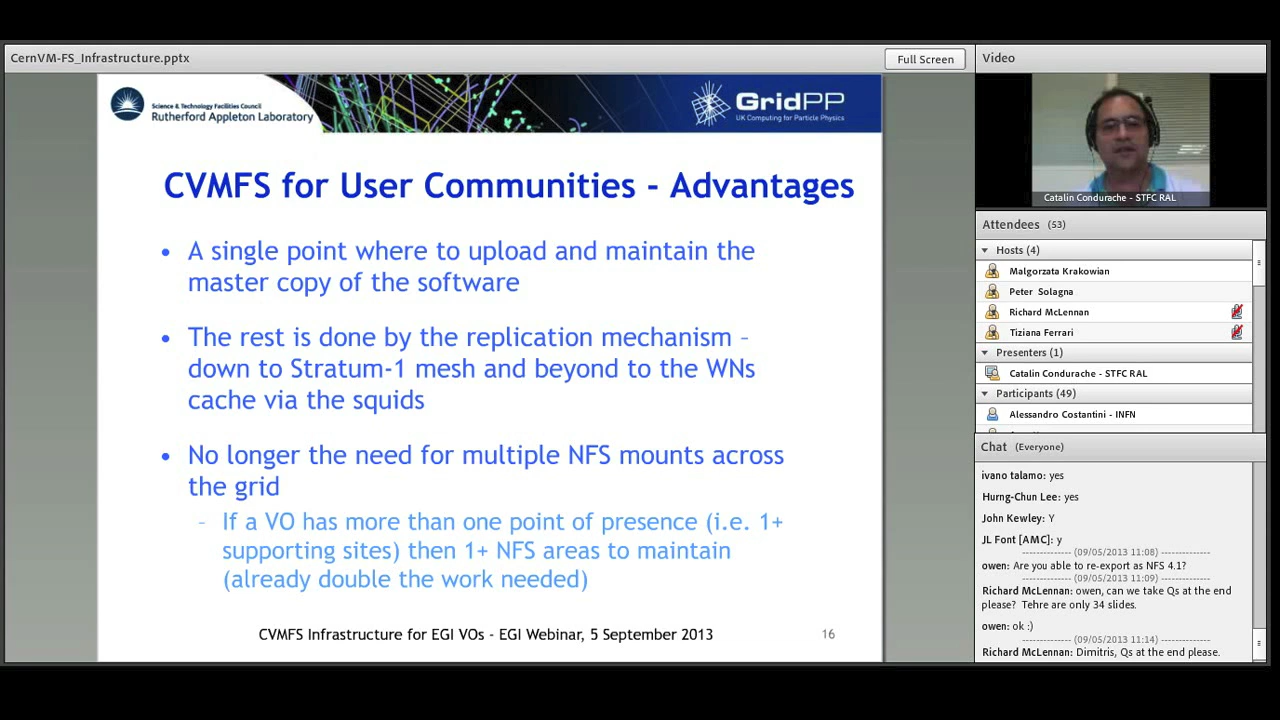 CernVM-FS_Infrastructure.pptx
Full Screen
Science & Technology Facilities Council
Rutherford Appleton Laboratory
GridPP
UK Computing for Particle Physics
CVMFS for User Communities - Advantages
• A single point where to upload and maintain the
master copy of the software
• The rest is done by the replication mechanism –
down to Stratum-1 mesh and beyond to the WNs
cache via the squids
• No longer the need for multiple NFS mounts across
the grid
– If a VO has more than one point of presence (i.e. 1+
supporting sites) then 1+ NFS areas to maintain
(already double the work needed)
CVMFS Infrastructure for EGI VOs - EGI Webinar, 5 September 2013
16
Video
Catalin Condurache - STFC RAL
Attendees (53)
Hosts (4)
Malgorzata Krakowian
Peter Solagna
Richard McLennan
Tiziana Ferrari
Presenters (1)
Catalin Condurache - STFC RAL
Participants (49)
Alessandro Costantini - INFN
Chat (Everyone)
ivano talamo: yes
Hurng-Chun Lee: yes
John Kewley: Y
JL Font [AMC]: y
-------------- (09/05/2013 11:08) --------------
owen: Are you able to re-export as NFS 4.1?
-------------- (09/05/2013 11:09) --------------
Richard McLennan: owen, can we take Qs at the end
please? Tehre are only 34 slides.
owen: ok :)
-------------- (09/05/2013 11:14) --------------
Richard McLennan: Dimitris, Qs at the end please.